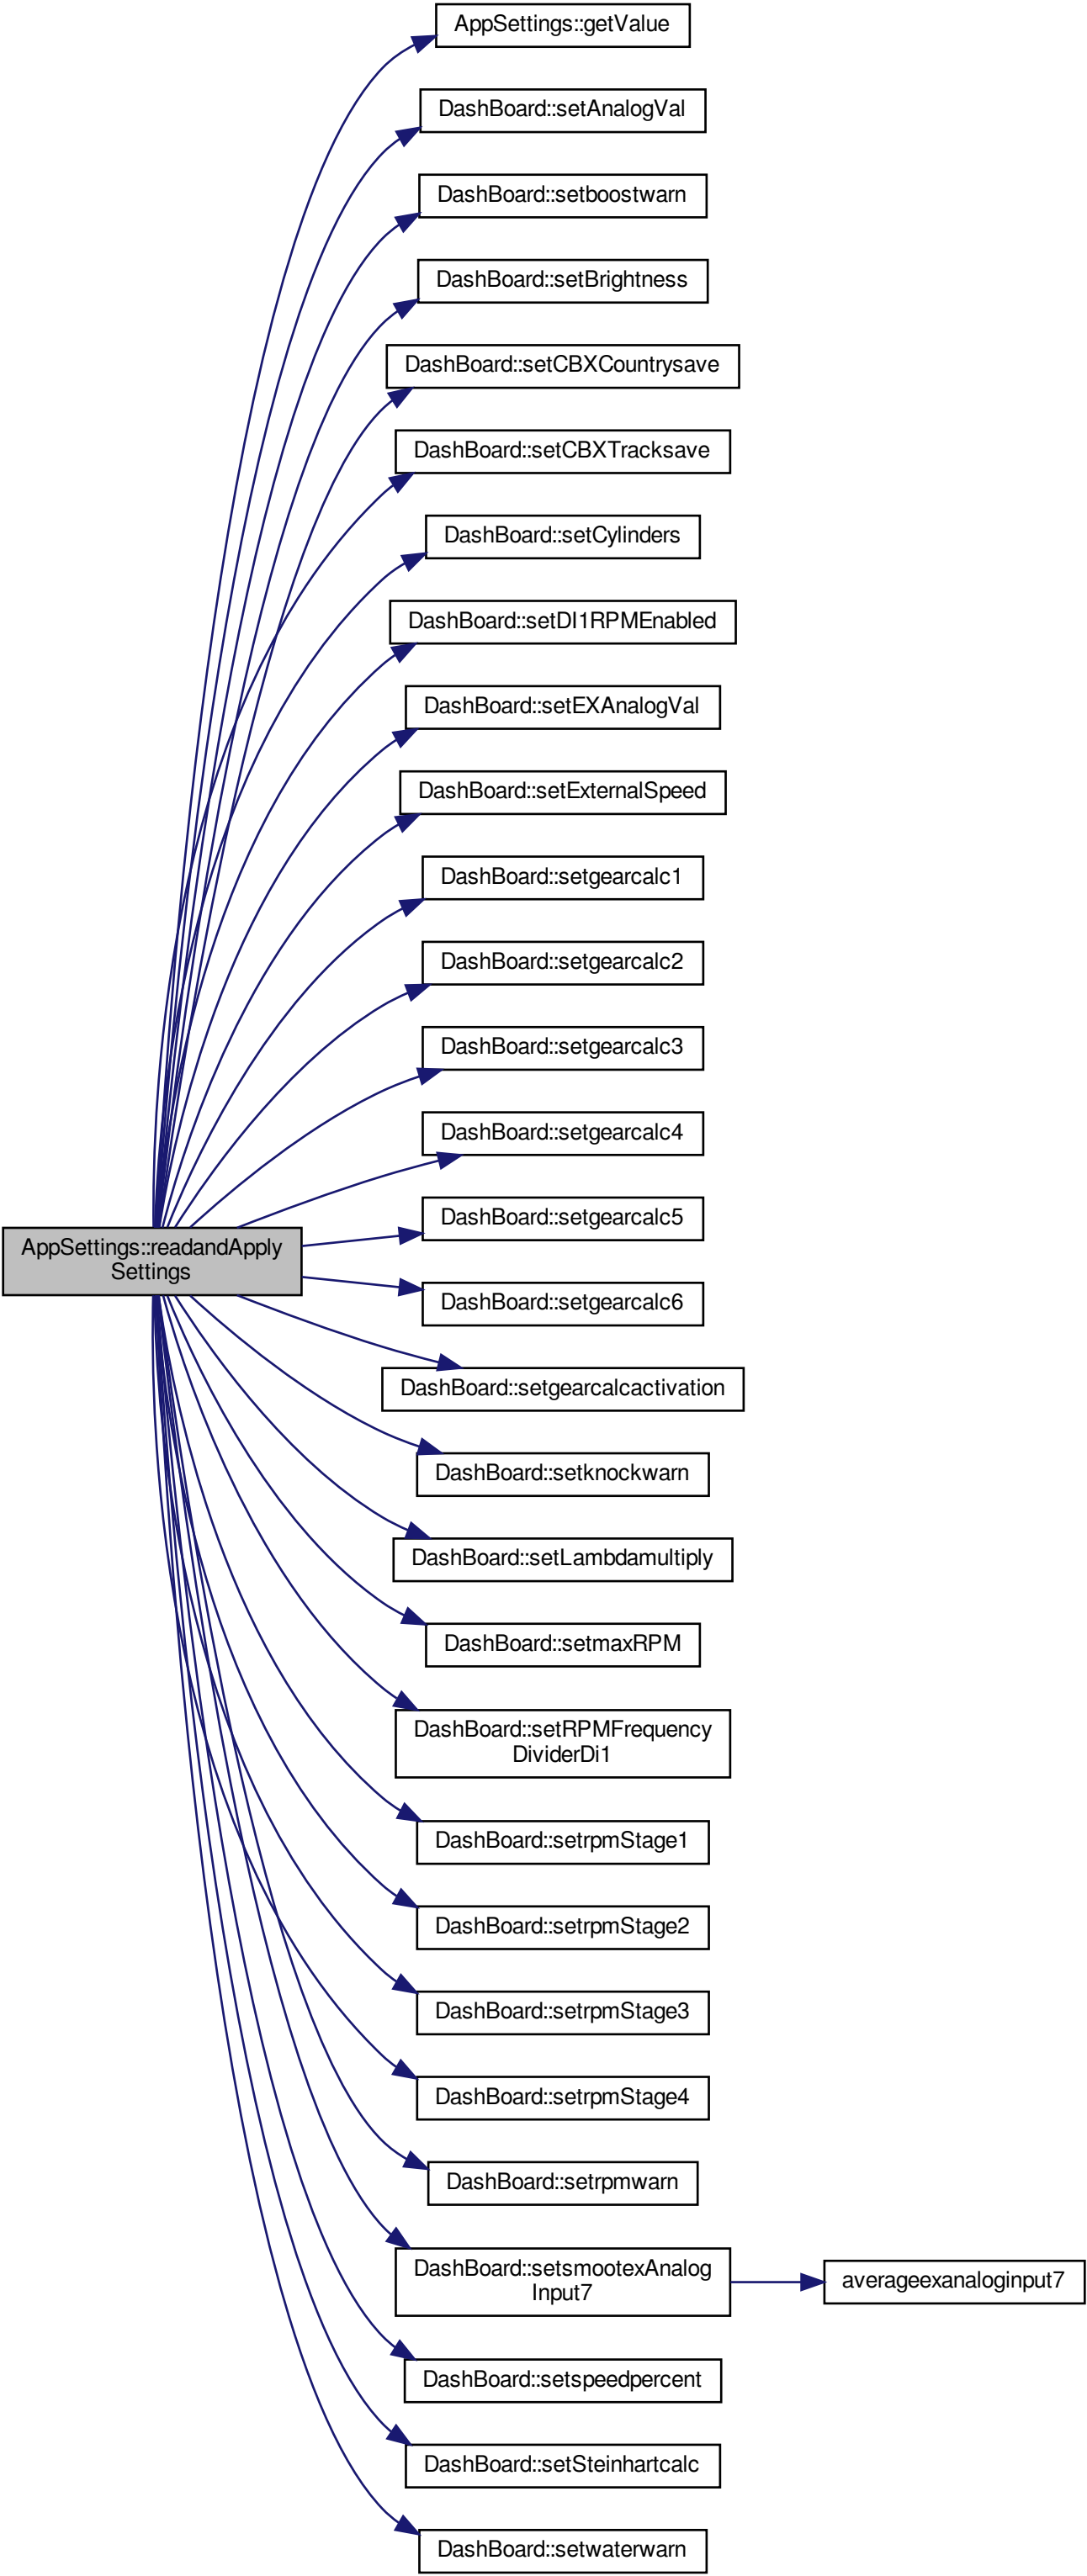 AppSettings::getValue
DashBoard::setAnalogVal
DashBoard::setboostwarn
DashBoard::setBrightness
DashBoard::setCBXCountrysave
DashBoard::setCBXTracksave
DashBoard::setCylinders
DashBoard::setDI1RPMEnabled
DashBoard::setEXAnalogVal
DashBoard::setExternalSpeed
DashBoard::setgearcalc1
DashBoard::setgearcalc2
DashBoard::setgearcalc3
DashBoard::setgearcalc4
DashBoard::setgearcalc5
AppSettings::readandApply
Settings
DashBoard::setgearcalc6
DashBoard::setgearcalcactivation
DashBoard::setknockwarn
DashBoard::setLambdamultiply
DashBoard::setmaxRPM
DashBoard::setRPMFrequency
DividerDi1
DashBoard::setrpmStage1
DashBoard::setrpmStage2
DashBoard::setrpmStage3
DashBoard::setrpmStage4
DashBoard::setrpmwarn
DashBoard::setsmootexAnalog
Input7
averageexanaloginput7
DashBoard::setspeedpercent
DashBoard::setSteinhartcalc
DashBoard::setwaterwarn